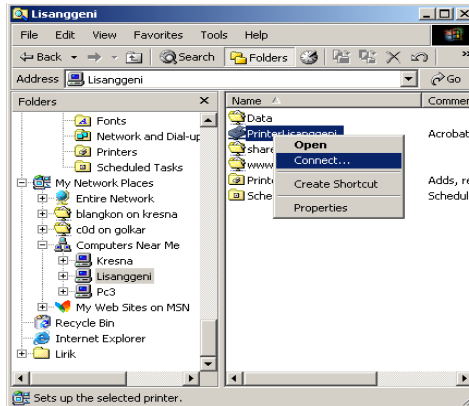 Lisanggeni
File Edit View Favorites Tools Help
Back Search Folders »
Address Lisanggeni Go
Folders
Fonts
Network and Dial-up
Printers
Scheduled Tasks
My Network Places
Entire Network
blangkon on kresna
c0d on golkar
Computers Near Me
Kresna
Lisanggeni
Pc3
My Web Sites on MSN
Recycle Bin
Internet Explorer
Lirik
Name Commer
Data
PrinterLisanggeni Acrobat
share
www
Printe Adds, re
Sche Schedul
Open
Connect...
Create Shortcut
Properties
Sets up the selected printer.